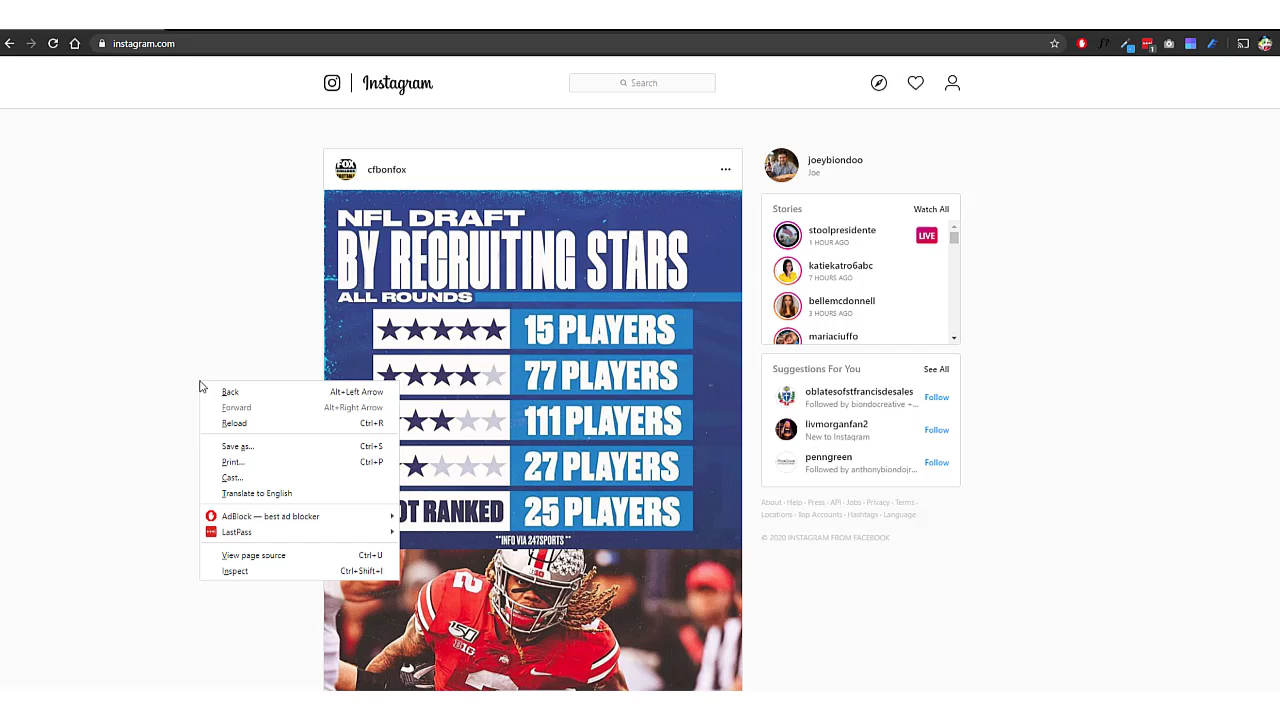 instagram.com
Instagram
Search
cfbonfox
NFL DRAFT
BY RECRUITING STARS
ALL ROUNDS
15 PLAYERS
77 PLAYERS
111 PLAYERS
27 PLAYERS
OT RANKED 25 PLAYERS
**INFO VIA 247SPORTS **
Back Alt+Left Arrow
Forward Alt+Right Arrow
Reload Ctrl+R
Save as... Ctrl+S
Print... Ctrl+P
Cast...
Translate to English
AdBlock — best ad blocker
LastPass
View page source Ctrl+U
Inspect Ctrl+Shift+I
2
150
B1G
joeybiondoo
Joe
Stories Watch All
stoolpresidente
1 HOUR AGO
LIVE
katiekatro6abc
7 HOURS AGO
bellemcdonnell
3 HOURS AGO
mariaciuffo
Suggestions For You See All
oblatesofstfrancisdesales
Followed by biondocreative +...
Follow
livmorganfan2
New to Instagram
Follow
penngreen
Followed by anthonybiondojr...
Follow
About · Help · Press · API · Jobs · Privacy · Terms ·
Locations · Top Accounts · Hashtags · Language
© 2020 INSTAGRAM FROM FACEBOOK